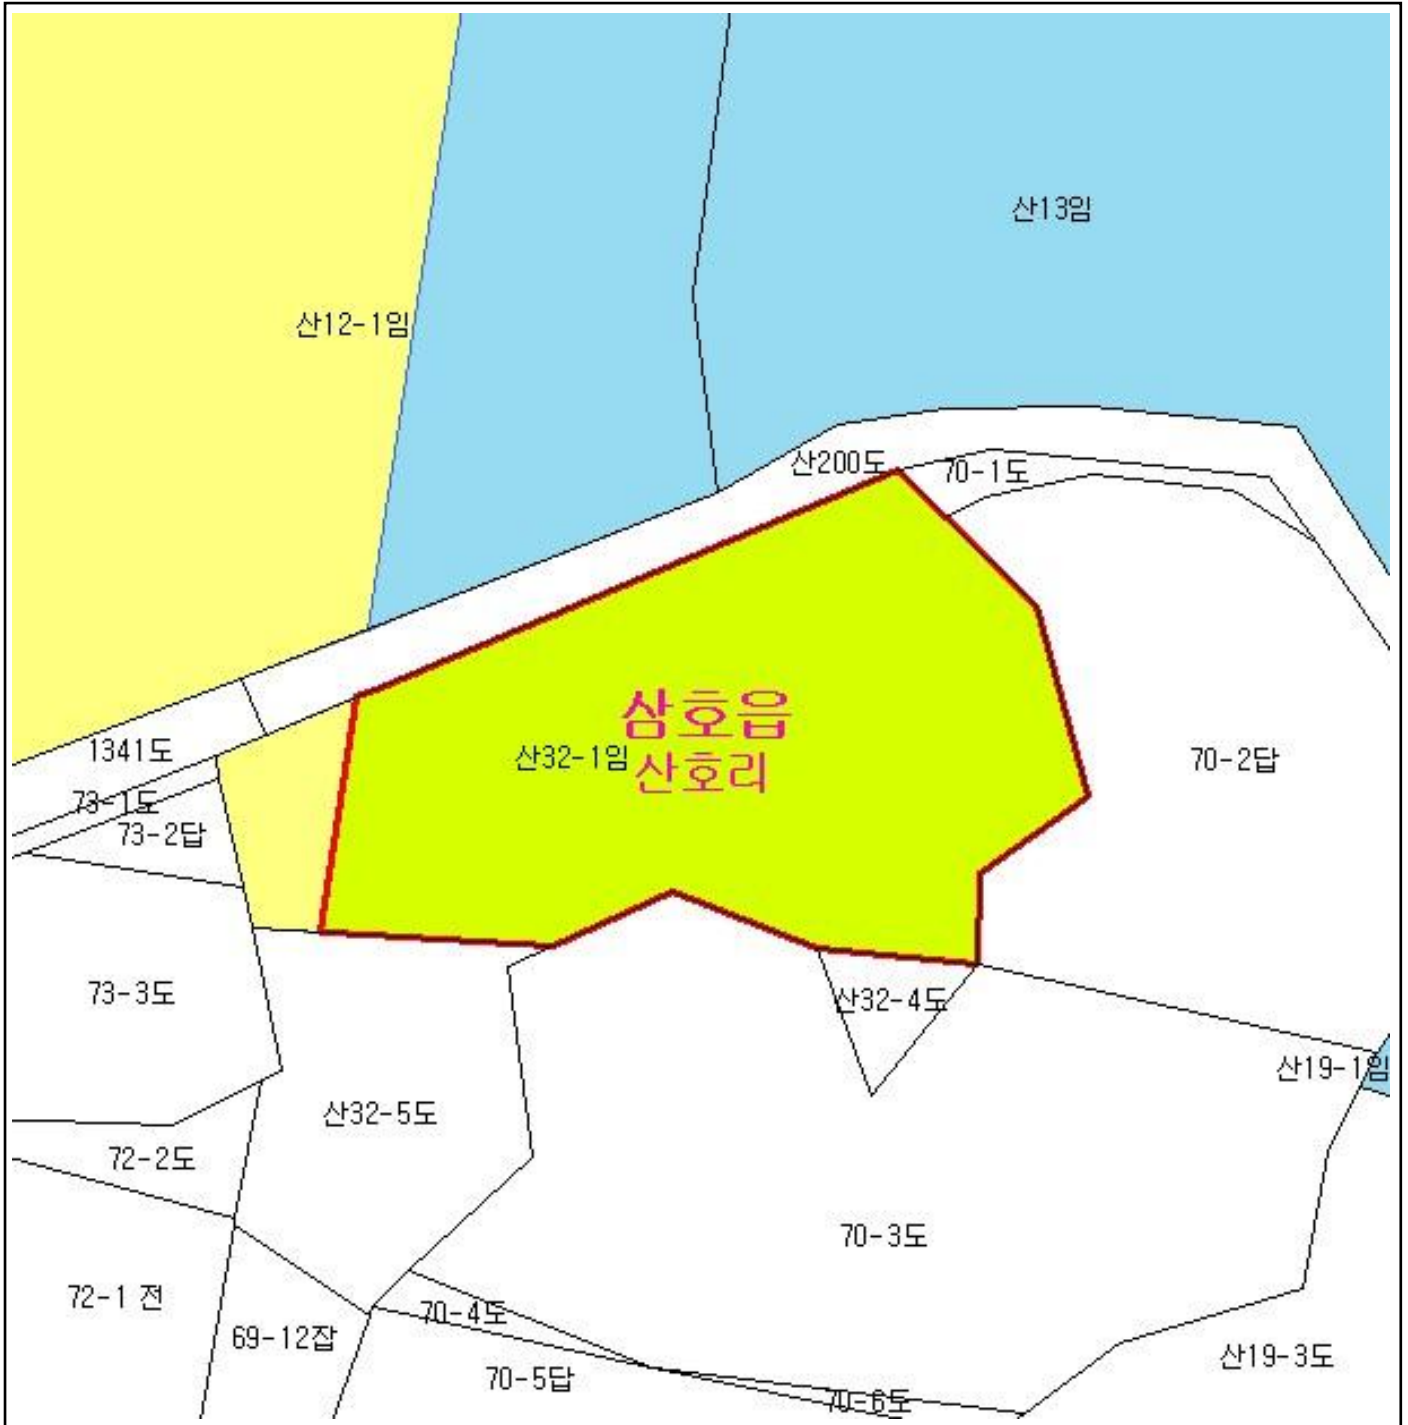 산13임
산12-1임
산200도
70-1도
삼호읍
산32-1임
산호리
1341도
70-2답
73-1도
73-2답
73-3도
산32-4도
산19-1임
산32-5도
72-2도
70-3도
72-1 전
70-4도
69-12잡
산19-3도
70-5답
70-6도